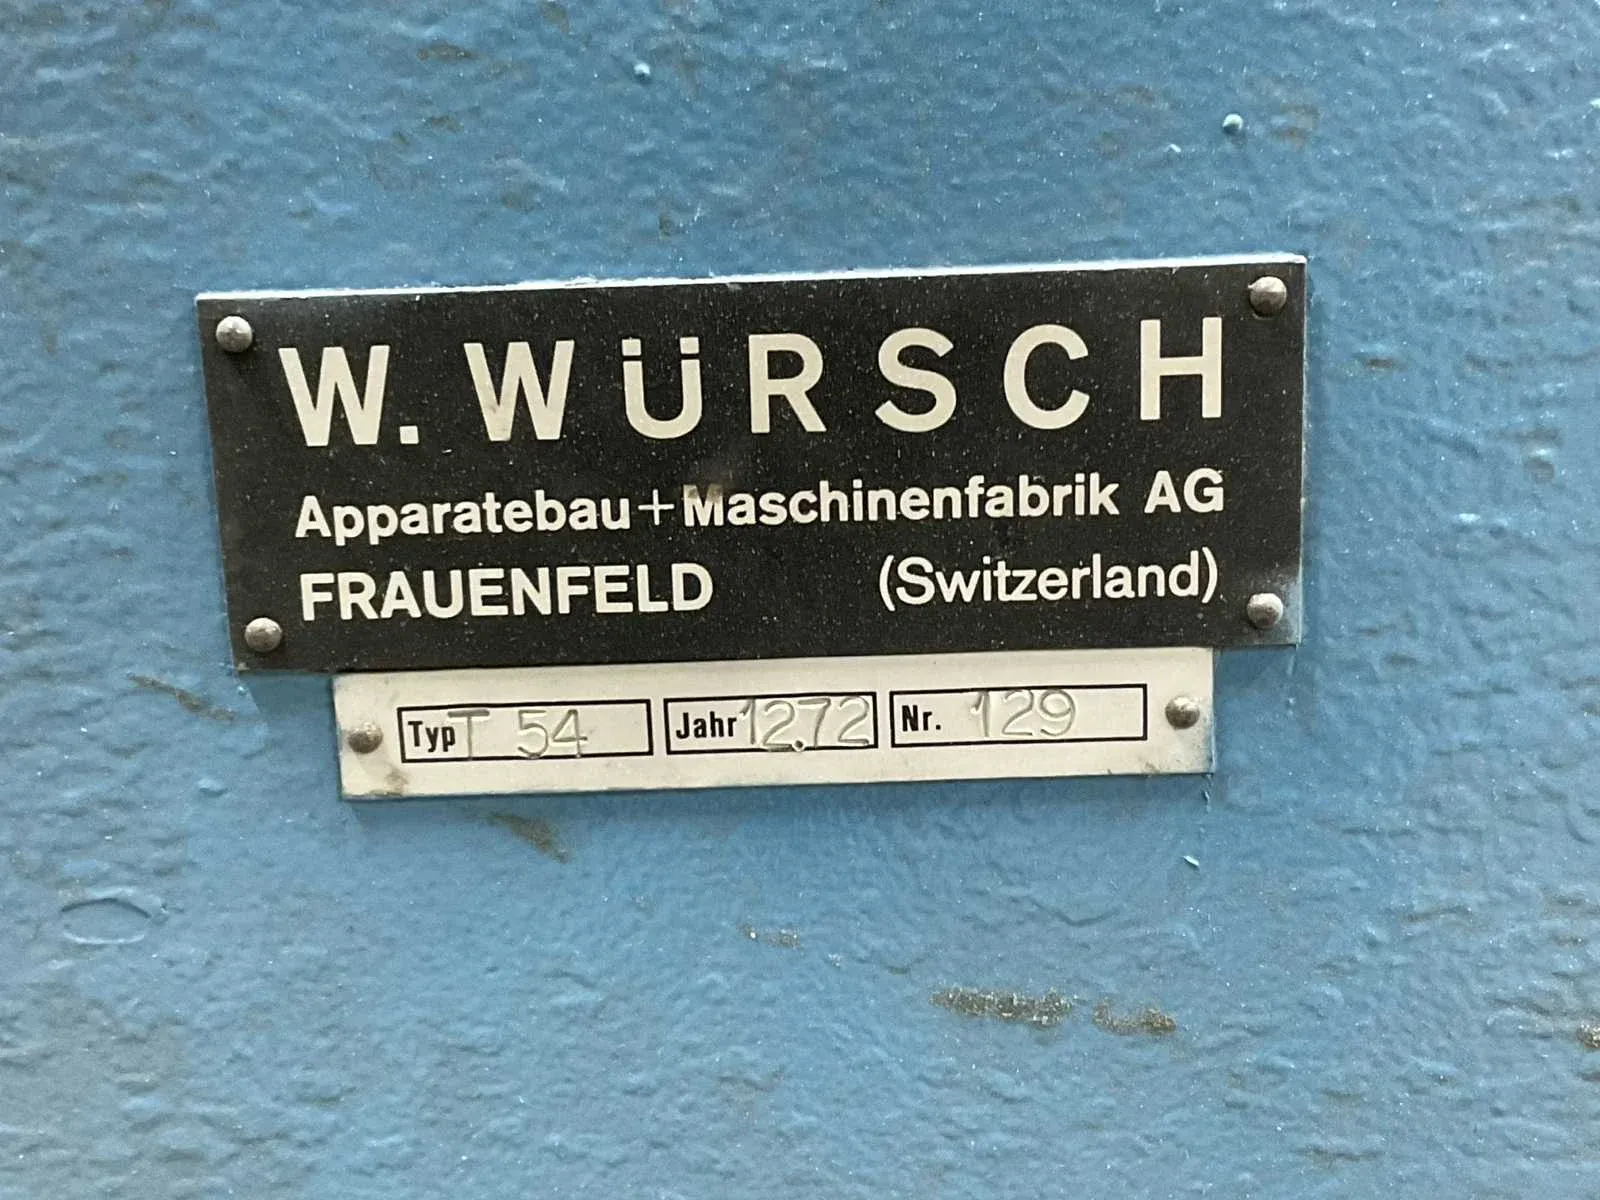 W. WÜRSCH
Apparatebau+Maschinenfabrik AG
FRAUENFELD (Switzerland)
Typ T 54 Jahr 12.72 Nr. 129